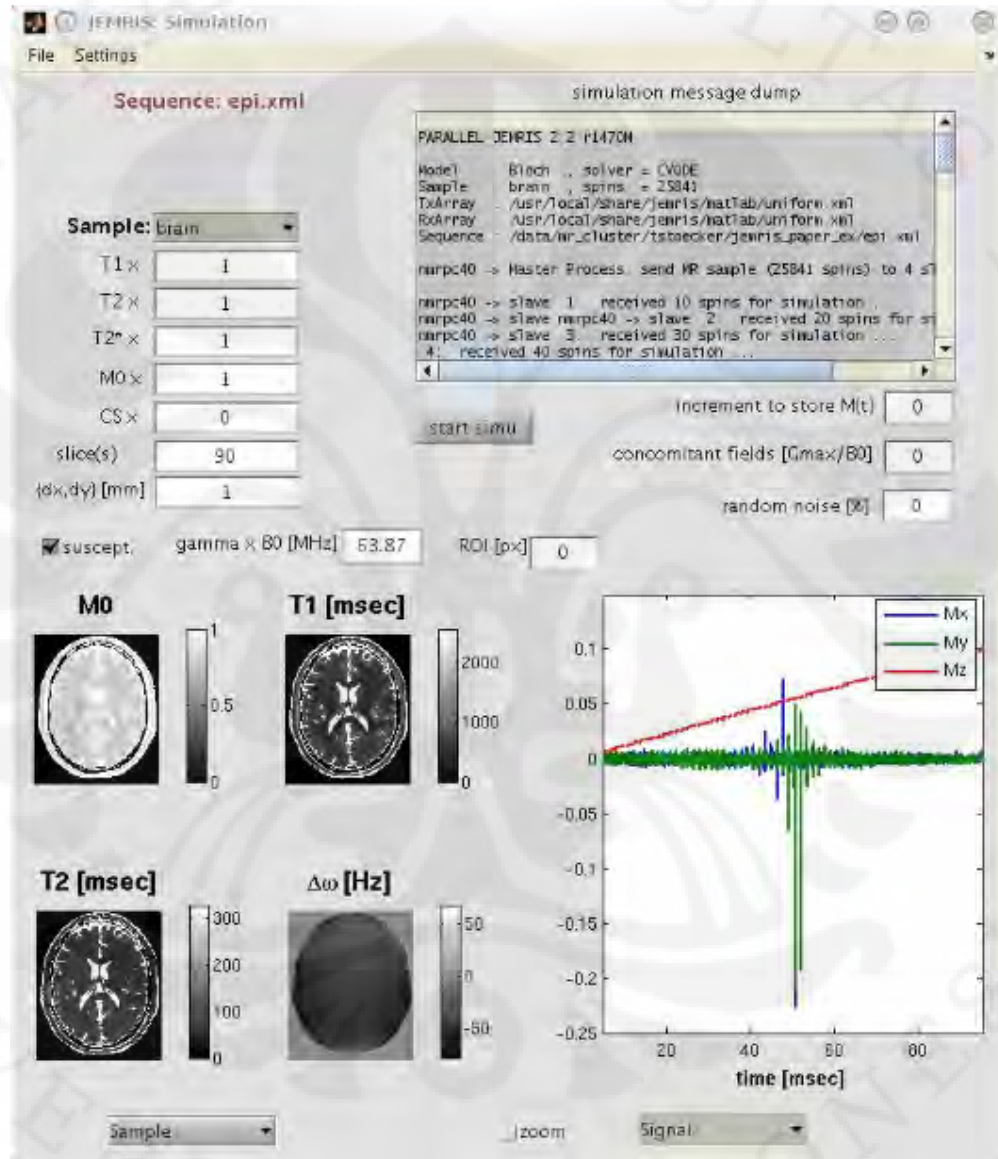 JEMRIS: Simulation
File Settings
Sequence: epi.xml
simulation message dump
PARALLEL JEMRIS 2.2 r1470M
Model Bloch , solver = CVODE
Sample brain , spins = 25841
TxArray : /usr/local/share/jemris/matlab/uniform.xml
RxArray /usr/local/share/jemris/matlab/uniform.xml
Sequence : /data/mr_cluster/tstoecker/jemris_paper_ex/epi.xml
nmrpc40 -> Master Process: send MR sample (25841 spins) to 4 sl
nmrpc40 -> slave 1: received 10 spins for simulation ...
nmrpc40 -> slave nmrpc40 -> slave 2: received 20 spins for si
nmrpc40 -> slave 3: received 30 spins for simulation ...
4: received 40 spins for simulation ...
Sample: brain
T1 x 1
T2 x 1
T2* x 1
M0 x 1
CS x 0
slice(s) 90
(dx,dy) [mm] 1
start simu
increment to store M(t) 0
concomitant fields [Gmax/B0] 0
random noise [%] 0
suscept. gamma x B0 [MHz] 63.87 ROI [px] 0
M0
1
0.5
0
T1 [msec]
2000
1000
0
T2 [msec]
300
200
100
0
Δω [Hz]
50
0
-50
Mx
My
Mz
0.1
0.05
0
-0.05
-0.1
-0.15
-0.2
-0.25
20 40 60 80
time [msec]
Sample
zoom
Signal